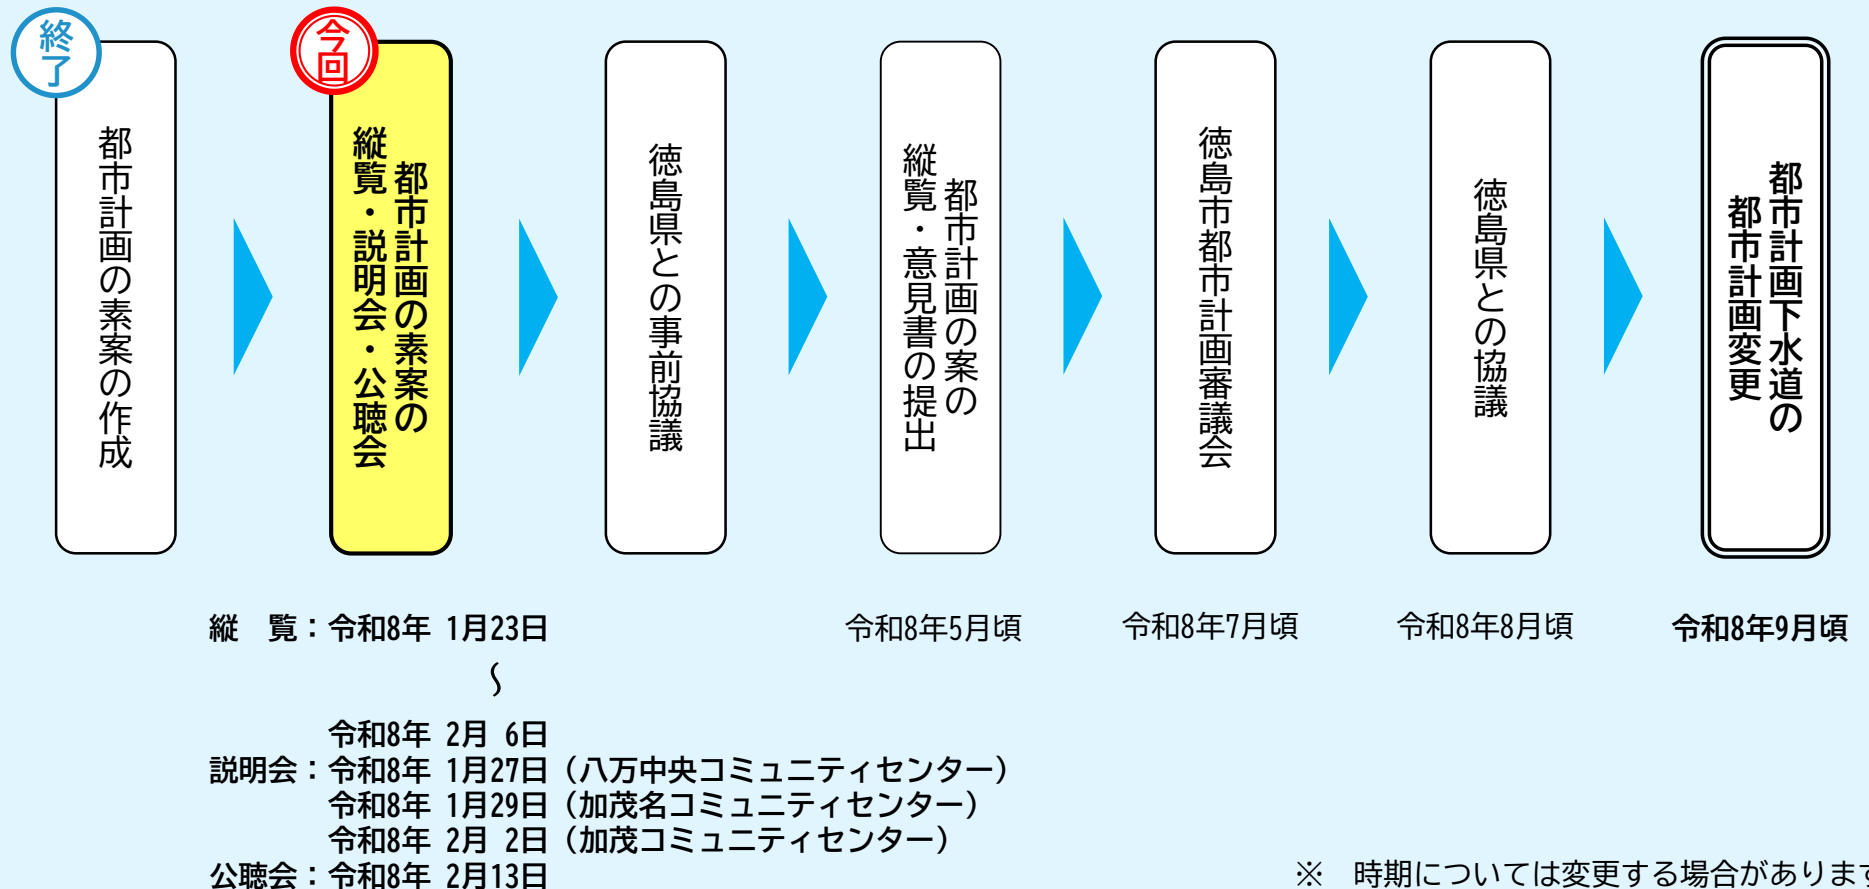 終了
都市計画の素案の作成
今回
都市計画の素案の
縦覧・説明会・公聴会
徳島県との事前協議
都市計画の案の
縦覧・意見書の提出
徳島市都市計画審議会
徳島県との協議
都市計画下水道の
都市計画変更
縦　覧：令和8年 1月23日
～
令和8年 2月 6日
説明会：令和8年 1月27日（八万中央コミュニティセンター）
令和8年 1月29日（加茂名コミュニティセンター）
令和8年 2月 2日（加茂コミュニティセンター）
公聴会：令和8年 2月13日
令和8年5月頃
令和8年7月頃
令和8年8月頃
令和8年9月頃
※　時期については変更する場合があります